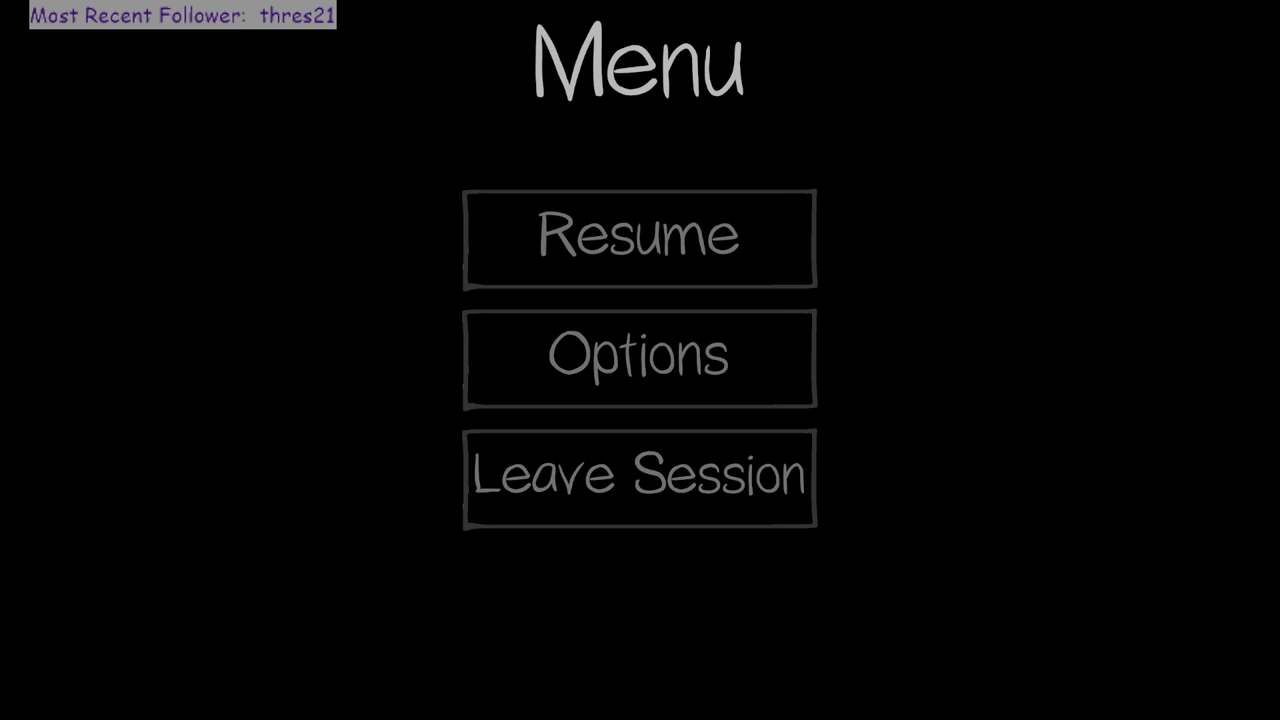 Most Recent Follower: thres21
Menu
Resume
Options
Leave Session